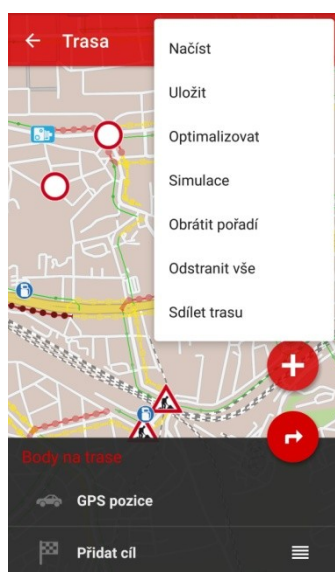 Trasa
Načíst
Uložit
Optimalizovat
Simulace
Obrátit pořadí
Odstranit vše
Sdílet trasu
Body na trase
GPS pozice
Přidat cíl